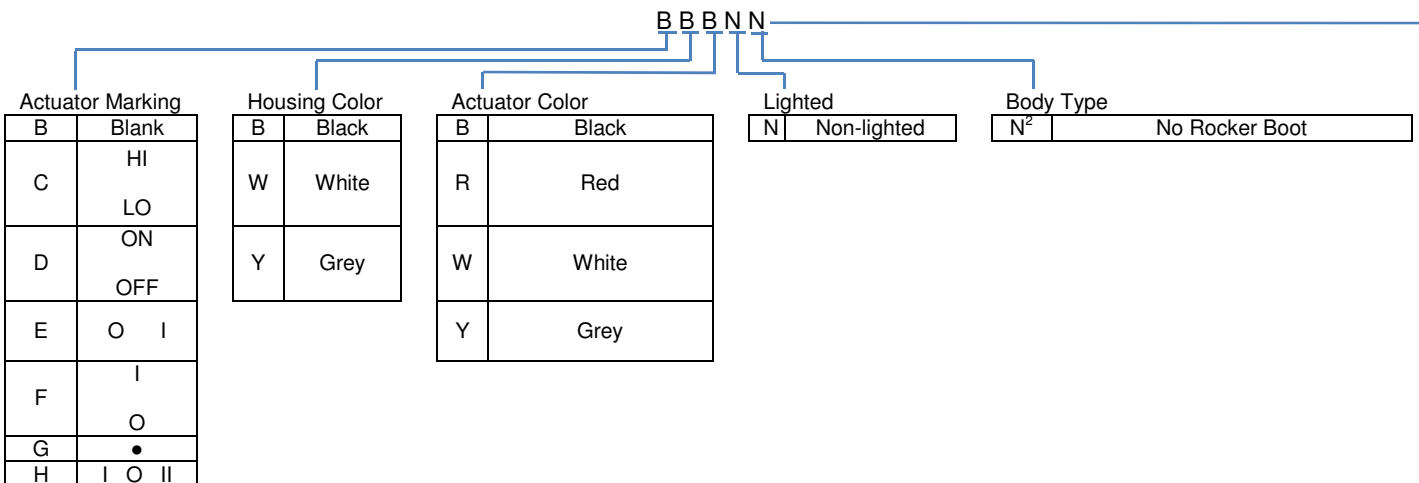 B B B N N
Actuator Marking
B Blank
C HI LO
D ON OFF
E O I
F I O
G ●
H I O II
Housing Color
B Black
W White
Y Grey
Actuator Color
B Black
R Red
W White
Y Grey
Lighted
N Non-lighted
Body Type
N² No Rocker Boot